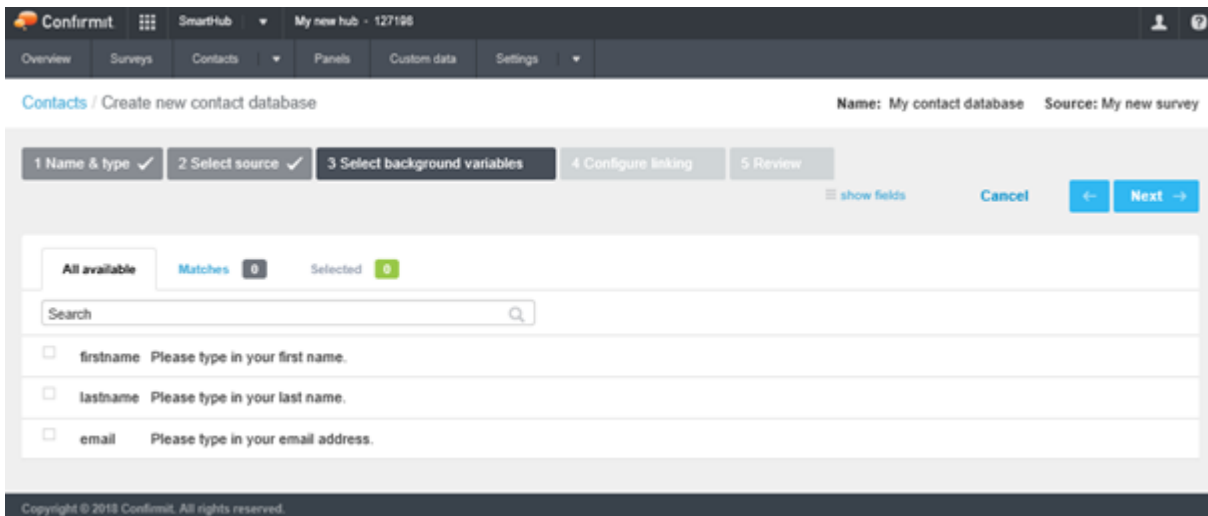 Confirmit SmartHub My new hub - 127198
Overview Surveys Contacts Panels Custom data Settings
Contacts / Create new contact database Name: My contact database Source: My new survey
1 Name & type 2 Select source 3 Select background variables 4 Configure linking 5 Review
show fields Cancel Next
All available Matches 0 Selected 0
Search
firstname Please type in your first name.
lastname Please type in your last name.
email Please type in your email address.
Copyright © 2018 Confirmit. All rights reserved.